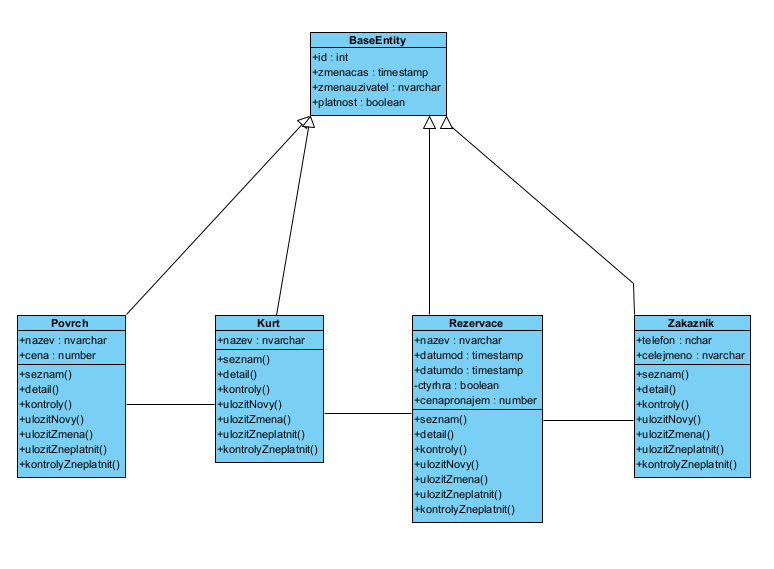 BaseEntity
+id : int
+zmenacas : timestamp
+zmenauzivatel : nvarchar
+platnost : boolean
Povrch
+nazev : nvarchar
+cena : number
+seznam()
+detail()
+kontroly()
+ulozitNovy()
+ulozitZmena()
+ulozitZneplatnit()
+kontrolyZneplatnit()
Kurt
+nazev : nvarchar
+seznam()
+detail()
+kontroly()
+ulozitNovy()
+ulozitZmena()
+ulozitZneplatnit()
+kontrolyZneplatnit()
Rezervace
+nazev : nvarchar
+datumod : timestamp
+datumdo : timestamp
-ctyrhra : boolean
+cenapronajem : number
+seznam()
+detail()
+kontroly()
+ulozitNovy()
+ulozitZmena()
+ulozitZneplatnit()
+kontrolyZneplatnit()
Zakazník
+telefon : nchar
+celejmeno : nvarchar
+seznam()
+detail()
+kontroly()
+ulozitNovy()
+ulozitZmena()
+ulozitZneplatnit()
+kontrolyZneplatnit()